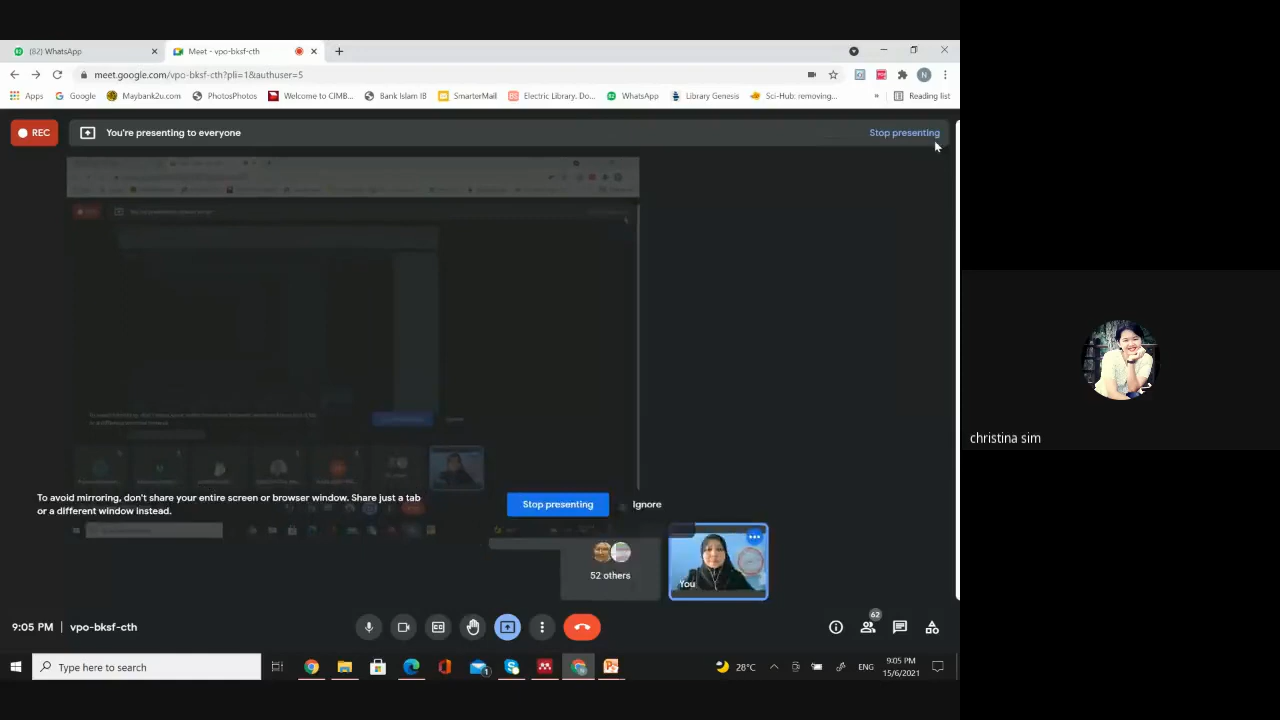 (82) WhatsApp
Meet - vpo-bksf-cth
meet.google.com/vpo-bksf-cth?pli=1&authuser=5
Apps
Google
Maybank2u.com
PhotosPhotos
Welcome to CIMB...
Bank Islam IB
SmarterMail
Electric Library. Do...
WhatsApp
Library Genesis
Sci-Hub: removing...
»
Reading list
REC
You're presenting to everyone
Stop presenting
To avoid mirroring, don't share your entire screen or browser window. Share just a tab
or a different window instead.
Stop presenting
Ignore
52 others
You
christina sim
9:05 PM | vpo-bksf-cth
62
Type here to search
28°C
ENG
9:05 PM
15/6/2021